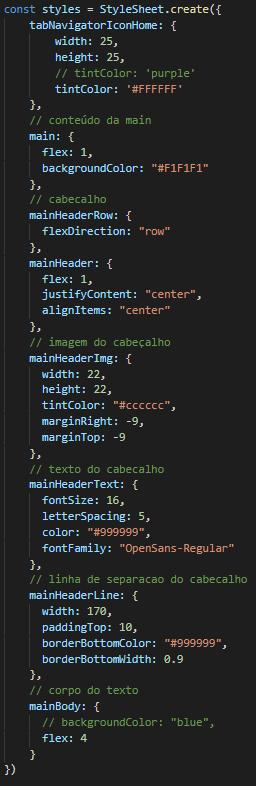 const styles = StyleSheet.create({
    tabNavigatorIconHome: {
        width: 25,
        height: 25,
        // tintColor: 'purple'
        tintColor: '#FFFFFF'
    },
    // conteúdo da main
    main: {
      flex: 1,
      backgroundColor: "#F1F1F1"
    },
    // cabecalho
    mainHeaderRow: {
      flexDirection: "row"
    },
    mainHeader: {
      flex: 1,
      justifyContent: "center",
      alignItems: "center"
    },
    // imagem do cabeçalho
    mainHeaderImg: {
      width: 22,
      height: 22,
      tintColor: "#cccccc",
      marginRight: -9,
      marginTop: -9
    },
    // texto do cabecalho
    mainHeaderText: {
      fontSize: 16,
      letterSpacing: 5,
      color: "#999999",
      fontFamily: "OpenSans-Regular"
    },
    // linha de separacao do cabecalho
    mainHeaderLine: {
      width: 170,
      paddingTop: 10,
      borderBottomColor: "#999999",
      borderBottomWidth: 0.9
    },
    // corpo do texto
    mainBody: {
      // backgroundColor: "blue",
      flex: 4
    }
})